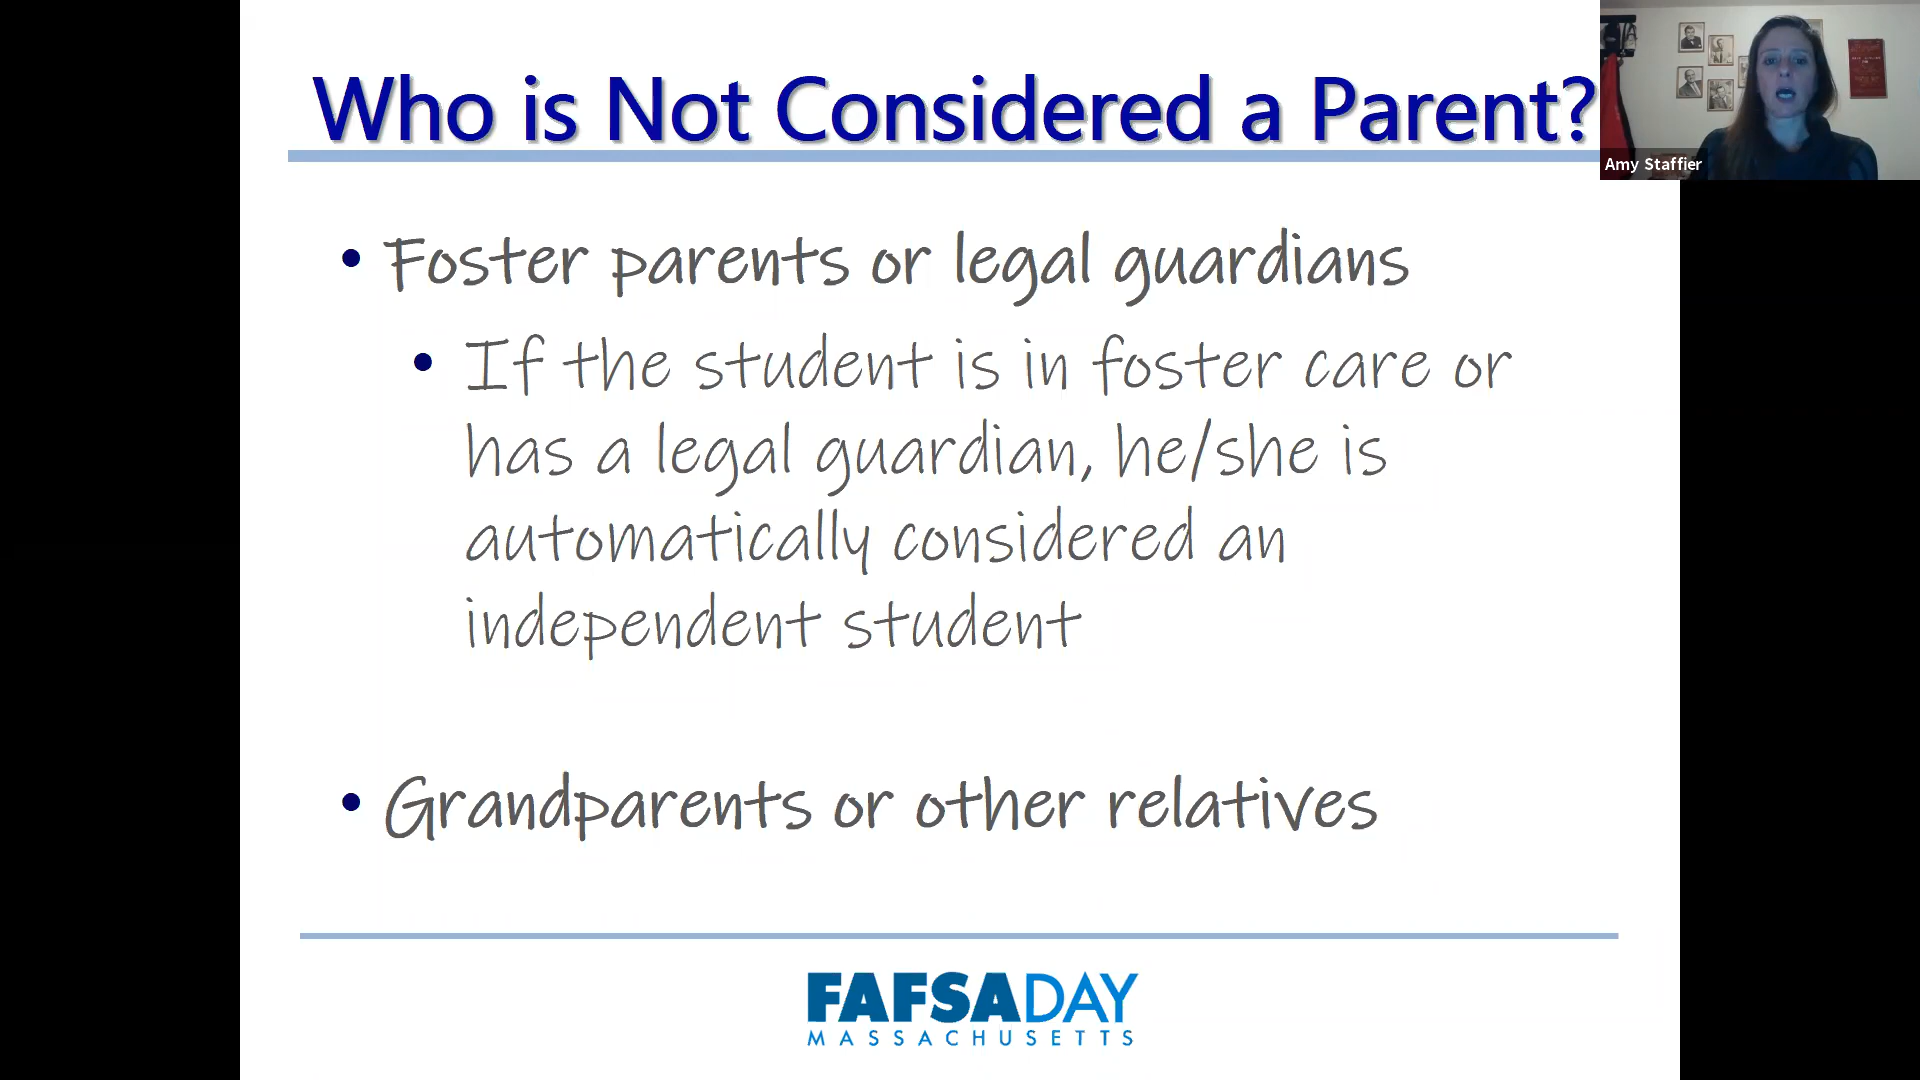 Who is Not Considered a Parent?
Amy Staffier
• Foster parents or legal guardians
• If the student is in foster care or
has a legal guardian, he/she is
automatically considered an
independent student
• Grandparents or other relatives
FAFSADAY
MASSACHUSETTS